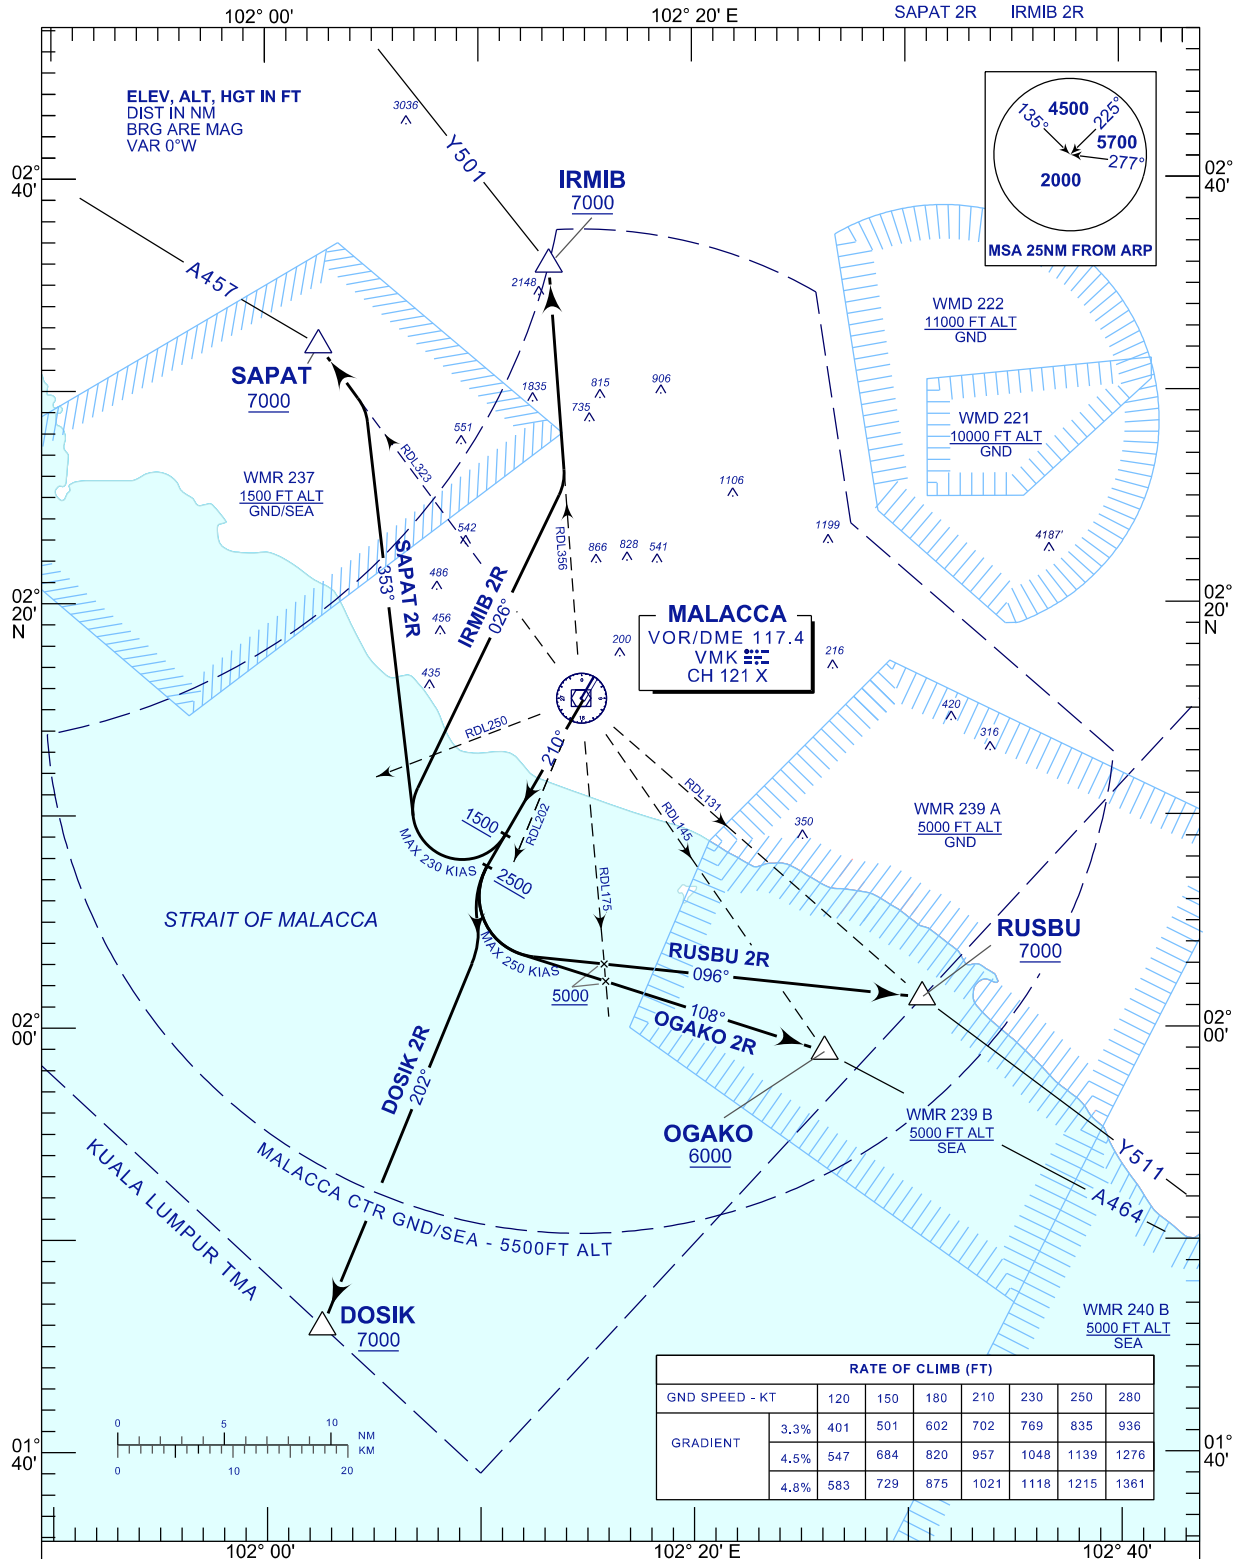 SAPAT 2R IRMIB 2R
102° 00'
102° 20' E
ELEV, ALT, HGT IN FT
DIST IN NM
BRG ARE MAG
VAR 0°W
3036
Y501
4500
135°
225°
5700
277°
2000
MSA 25NM FROM ARP
02°
40'
02°
40'
IRMIB
7000
A457
2148
SAPAT
7000
WMD 222
11000 FT ALT
GND
1835
815
906
735
WMD 221
10000 FT ALT
GND
551
RDL323
WMR 237
1500 FT ALT
GND/SEA
1106
1199
4187'
542
RDL356
866
828
541
SAPAT 2R
353°
486
IRMIB 2R
026°
456
02°
20'
N
02°
20'
N
MALACCA
VOR/DME 117.4
VMK
CH 121 X
200
216
435
RDL250
210°
420
316
RDL131
RDL145
RDL202
WMR 239 A
5000 FT ALT
GND
350
1500
MAX 230 KIAS
2500
RDL175
STRAIT OF MALACCA
MAX 250 KIAS
RUSBU 2R
096°
RUSBU
7000
5000
108°
OGAKO 2R
02°
00'
02°
00'
DOSIK 2R
202°
OGAKO
6000
WMR 239 B
5000 FT ALT
SEA
Y511
A464
KUALA LUMPUR TMA
MALACCA CTR GND/SEA - 5500FT ALT
DOSIK
7000
WMR 240 B
5000 FT ALT
SEA
RATE OF CLIMB (FT)
GND SPEED - KT 120 150 180 210 230 250 280
GRADIENT
3.3% 401 501 602 702 769 835 936
4.5% 547 684 820 957 1048 1139 1276
4.8% 583 729 875 1021 1118 1215 1361
0 5 10 NM
KM
0 10 20
01°
40'
01°
40'
102° 00'
102° 20' E
102° 40'